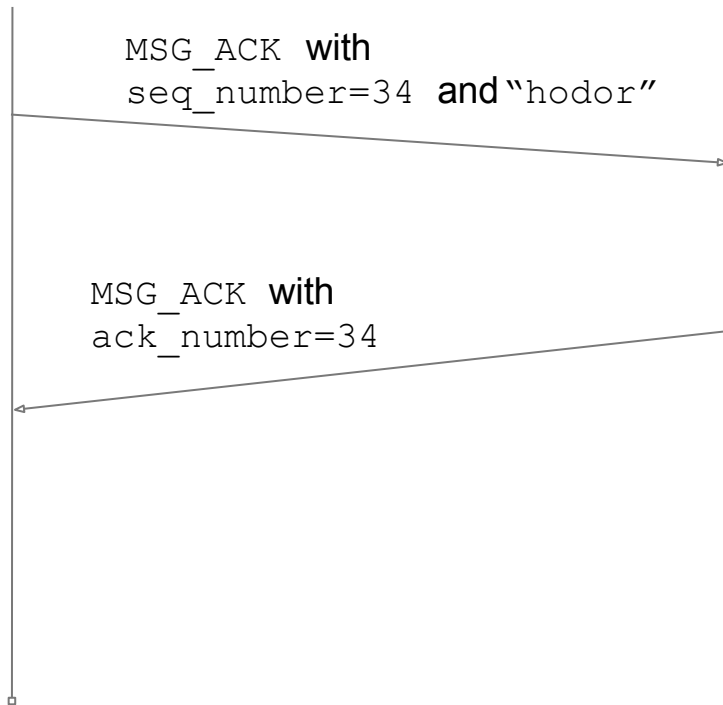 MSG_ACK with
seq_number=34 and “hodor”
MSG_ACK with
ack_number=34